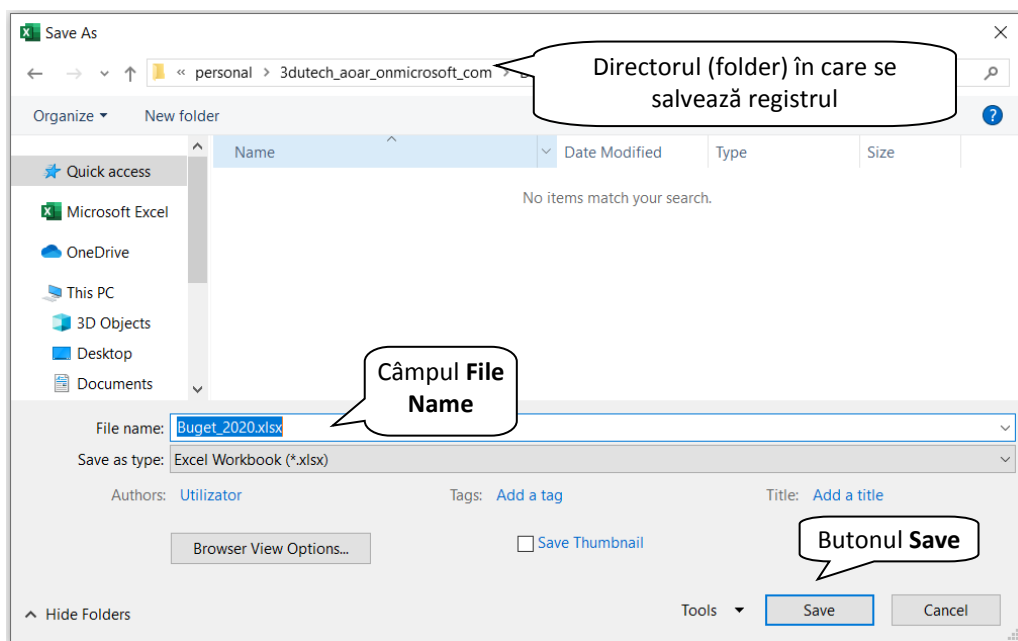 Save As
« personal > 3dutech_aoar_onmicrosoft_com >
Directorul (folder) în care se
salvează registrul
Organize New folder
Name Date Modified Type Size
Quick access
No items match your search.
Microsoft Excel
OneDrive
This PC
3D Objects
Desktop
Documents
Câmpul File
Name
File name: Buget_2020.xlsx
Save as type: Excel Workbook (*.xlsx)
Authors: Utilizator Tags: Add a tag Title: Add a title
Browser View Options...
Save Thumbnail
Butonul Save
Hide Folders
Tools Save Cancel